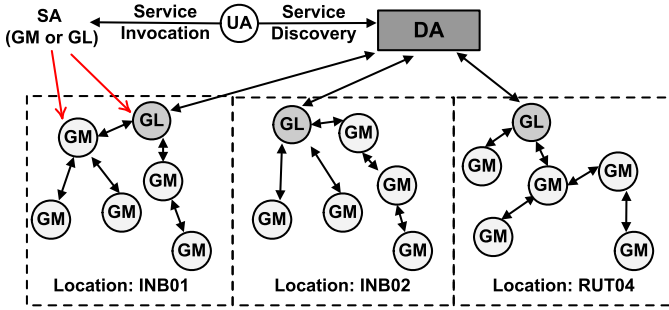 SA
(GM or GL)
Service
Invocation
UA
Service
Discovery
DA
GL
GM
GM
GM
GM
GM
Location: INB01
GL
GM
GM
GM
GM
GM
Location: INB02
GL
GM
GM
GM
GM
GM
Location: RUT04